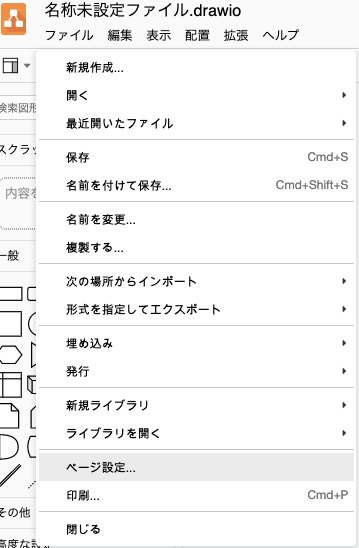 名称未設定ファイル.drawio
ファイル 編集 表示 配置 拡張 ヘルプ
新規作成...
開く
最近開いたファイル
検索図形
スクラッ
保存 Cmd+S
名前を付けて保存... Cmd+Shift+S
内容を
名前を変更...
複製する...
一般
次の場所からインポート
形式を指定してエクスポート
埋め込み
発行
新規ライブラリ
ライブラリを開く
ページ設定...
印刷... Cmd+P
その他
閉じる
高度な設